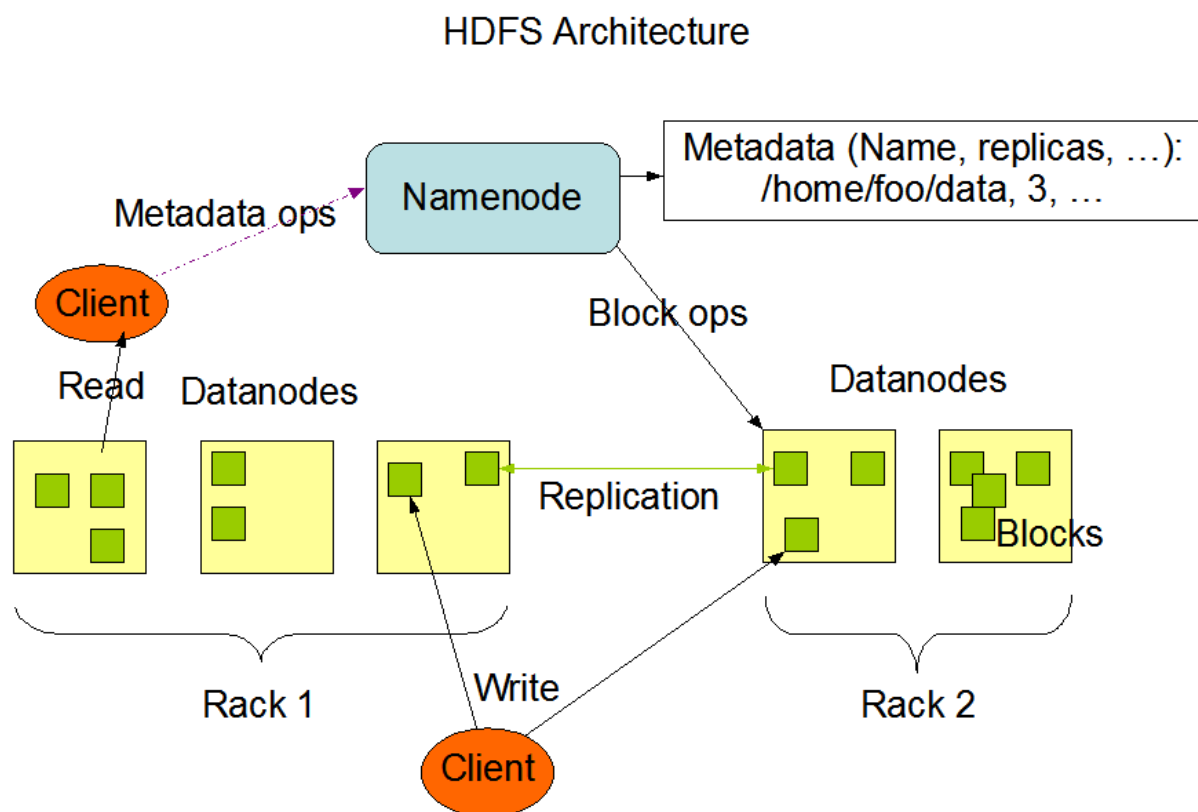 HDFS Architecture
Metadata (Name, replicas, …):
/home/foo/data, 3, …
Namenode
Metadata ops
Client
Block ops
Read
Datanodes
Datanodes
Replication
Blocks
Rack 1
Write
Rack 2
Client